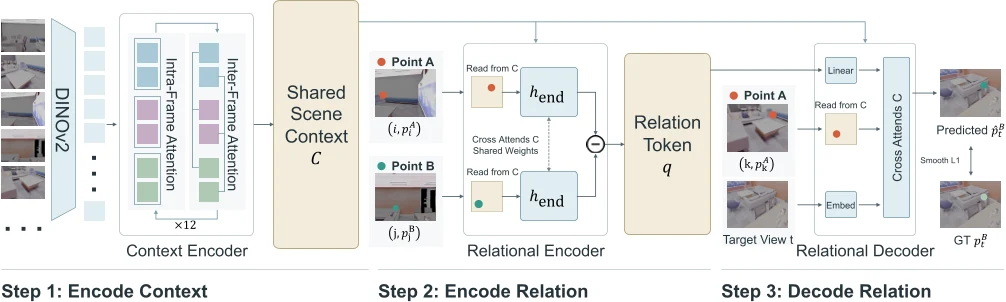 DINOv2
Intra-Frame Attention
Inter-Frame Attention
×12
Context Encoder
Shared
Scene
Context
C
Point A
(i, p_i^A)
Point B
(j, p_j^B)
Read from C
h_end
Cross Attends C
Shared Weights
Read from C
h_end
Relational Encoder
Relation
Token
q
Point A
(k, p_k^A)
Target View t
Linear
Read from C
Embed
Cross Attends C
Relational Decoder
Predicted p̂_t^B
Smooth L1
GT p_t^B
Step 1: Encode Context
Step 2: Encode Relation
Step 3: Decode Relation